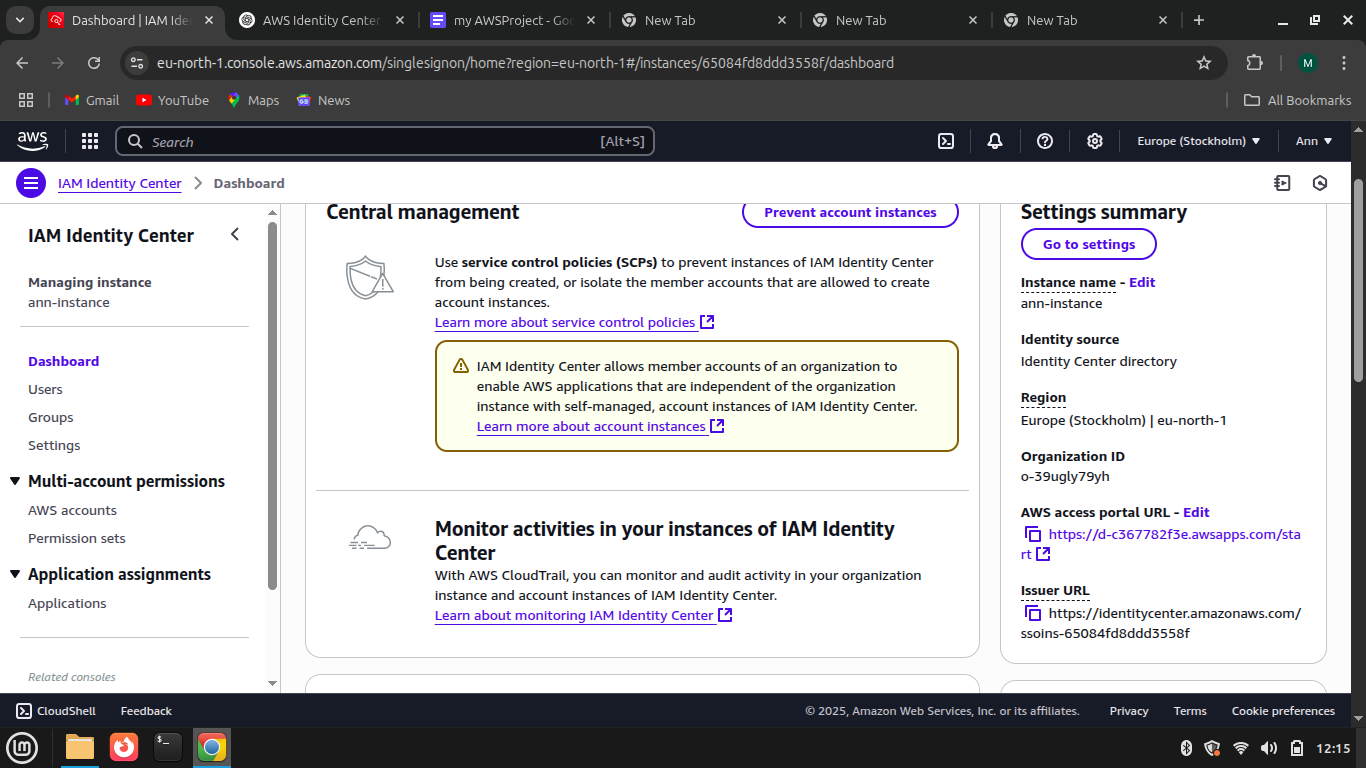 Dashboard | IAM Ide
AWS Identity Center
my AWSProject - Goo
New Tab
New Tab
New Tab
eu-north-1.console.aws.amazon.com/singlesignon/home?region=eu-north-1#/instances/65084fd8ddd3558f/dashboard
M
Gmail
YouTube
Maps
News
All Bookmarks
aws
Search
[Alt+S]
Europe (Stockholm)
Ann
IAM Identity Center
Dashboard
IAM Identity Center
Managing instance
ann-instance
Dashboard
Users
Groups
Settings
Multi-account permissions
AWS accounts
Permission sets
Application assignments
Applications
Related consoles
Central management
Prevent account instances
Use service control policies (SCPs) to prevent instances of IAM Identity Center
from being created, or isolate the member accounts that are allowed to create
account instances.
Learn more about service control policies
IAM Identity Center allows member accounts of an organization to
enable AWS applications that are independent of the organization
instance with self-managed, account instances of IAM Identity Center.
Learn more about account instances
Monitor activities in your instances of IAM Identity
Center
With AWS CloudTrail, you can monitor and audit activity in your organization
instance and account instances of IAM Identity Center.
Learn about monitoring IAM Identity Center
Settings summary
Go to settings
Instance name - Edit
ann-instance
Identity source
Identity Center directory
Region
Europe (Stockholm) | eu-north-1
Organization ID
o-39ugly79yh
AWS access portal URL - Edit
https://d-c367782f3e.awsapps.com/sta
rt
Issuer URL
https://identitycenter.amazonaws.com/
ssoins-65084fd8ddd3558f
CloudShell
Feedback
© 2025, Amazon Web Services, Inc. or its affiliates.
Privacy
Terms
Cookie preferences
12:15